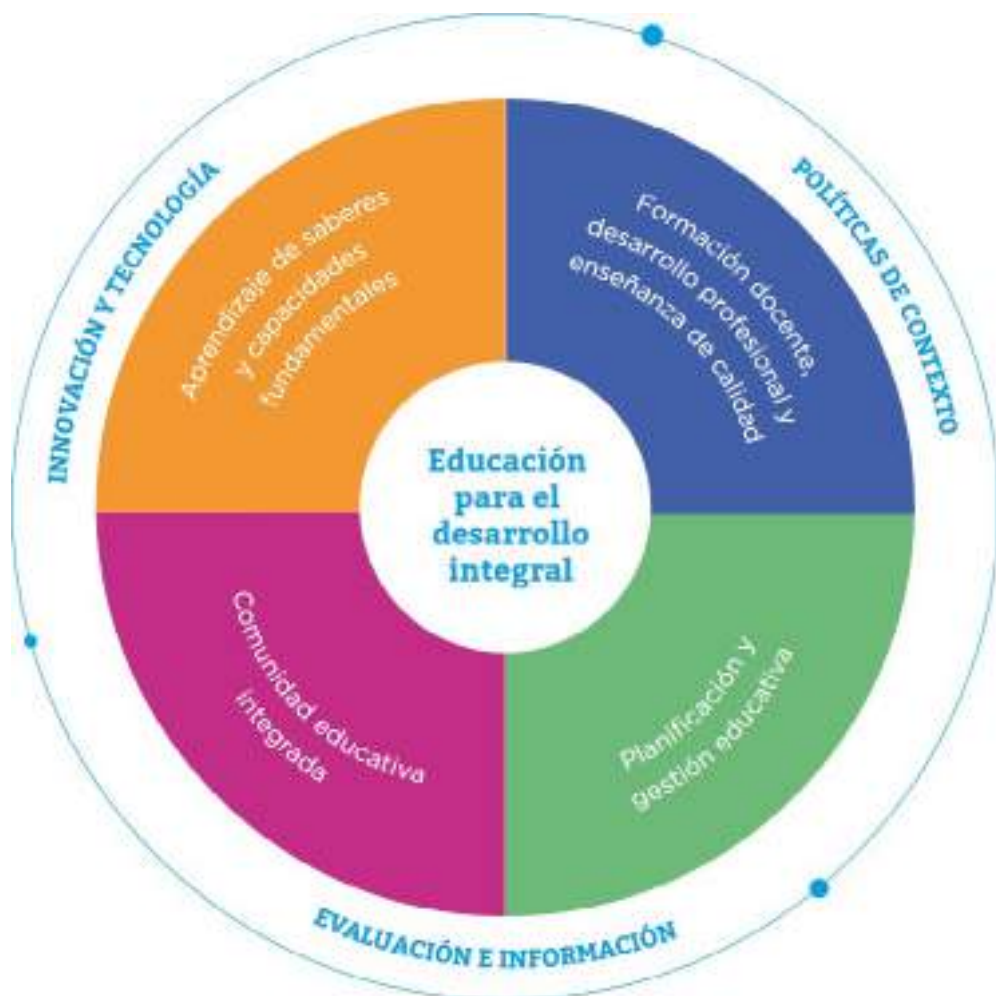 INNOVACIÓN Y TECNOLOGÍA
POLÍTICAS DE CONTEXTO
Aprendizaje de saberes
y capacidades
fundamentales
Formación docente,
desarrollo profesional y
enseñanza de calidad
Educación
para el
desarrollo
integral
Comunidad educativa
integrada
Planificación y
gestión educativa
EVALUACIÓN E INFORMACIÓN